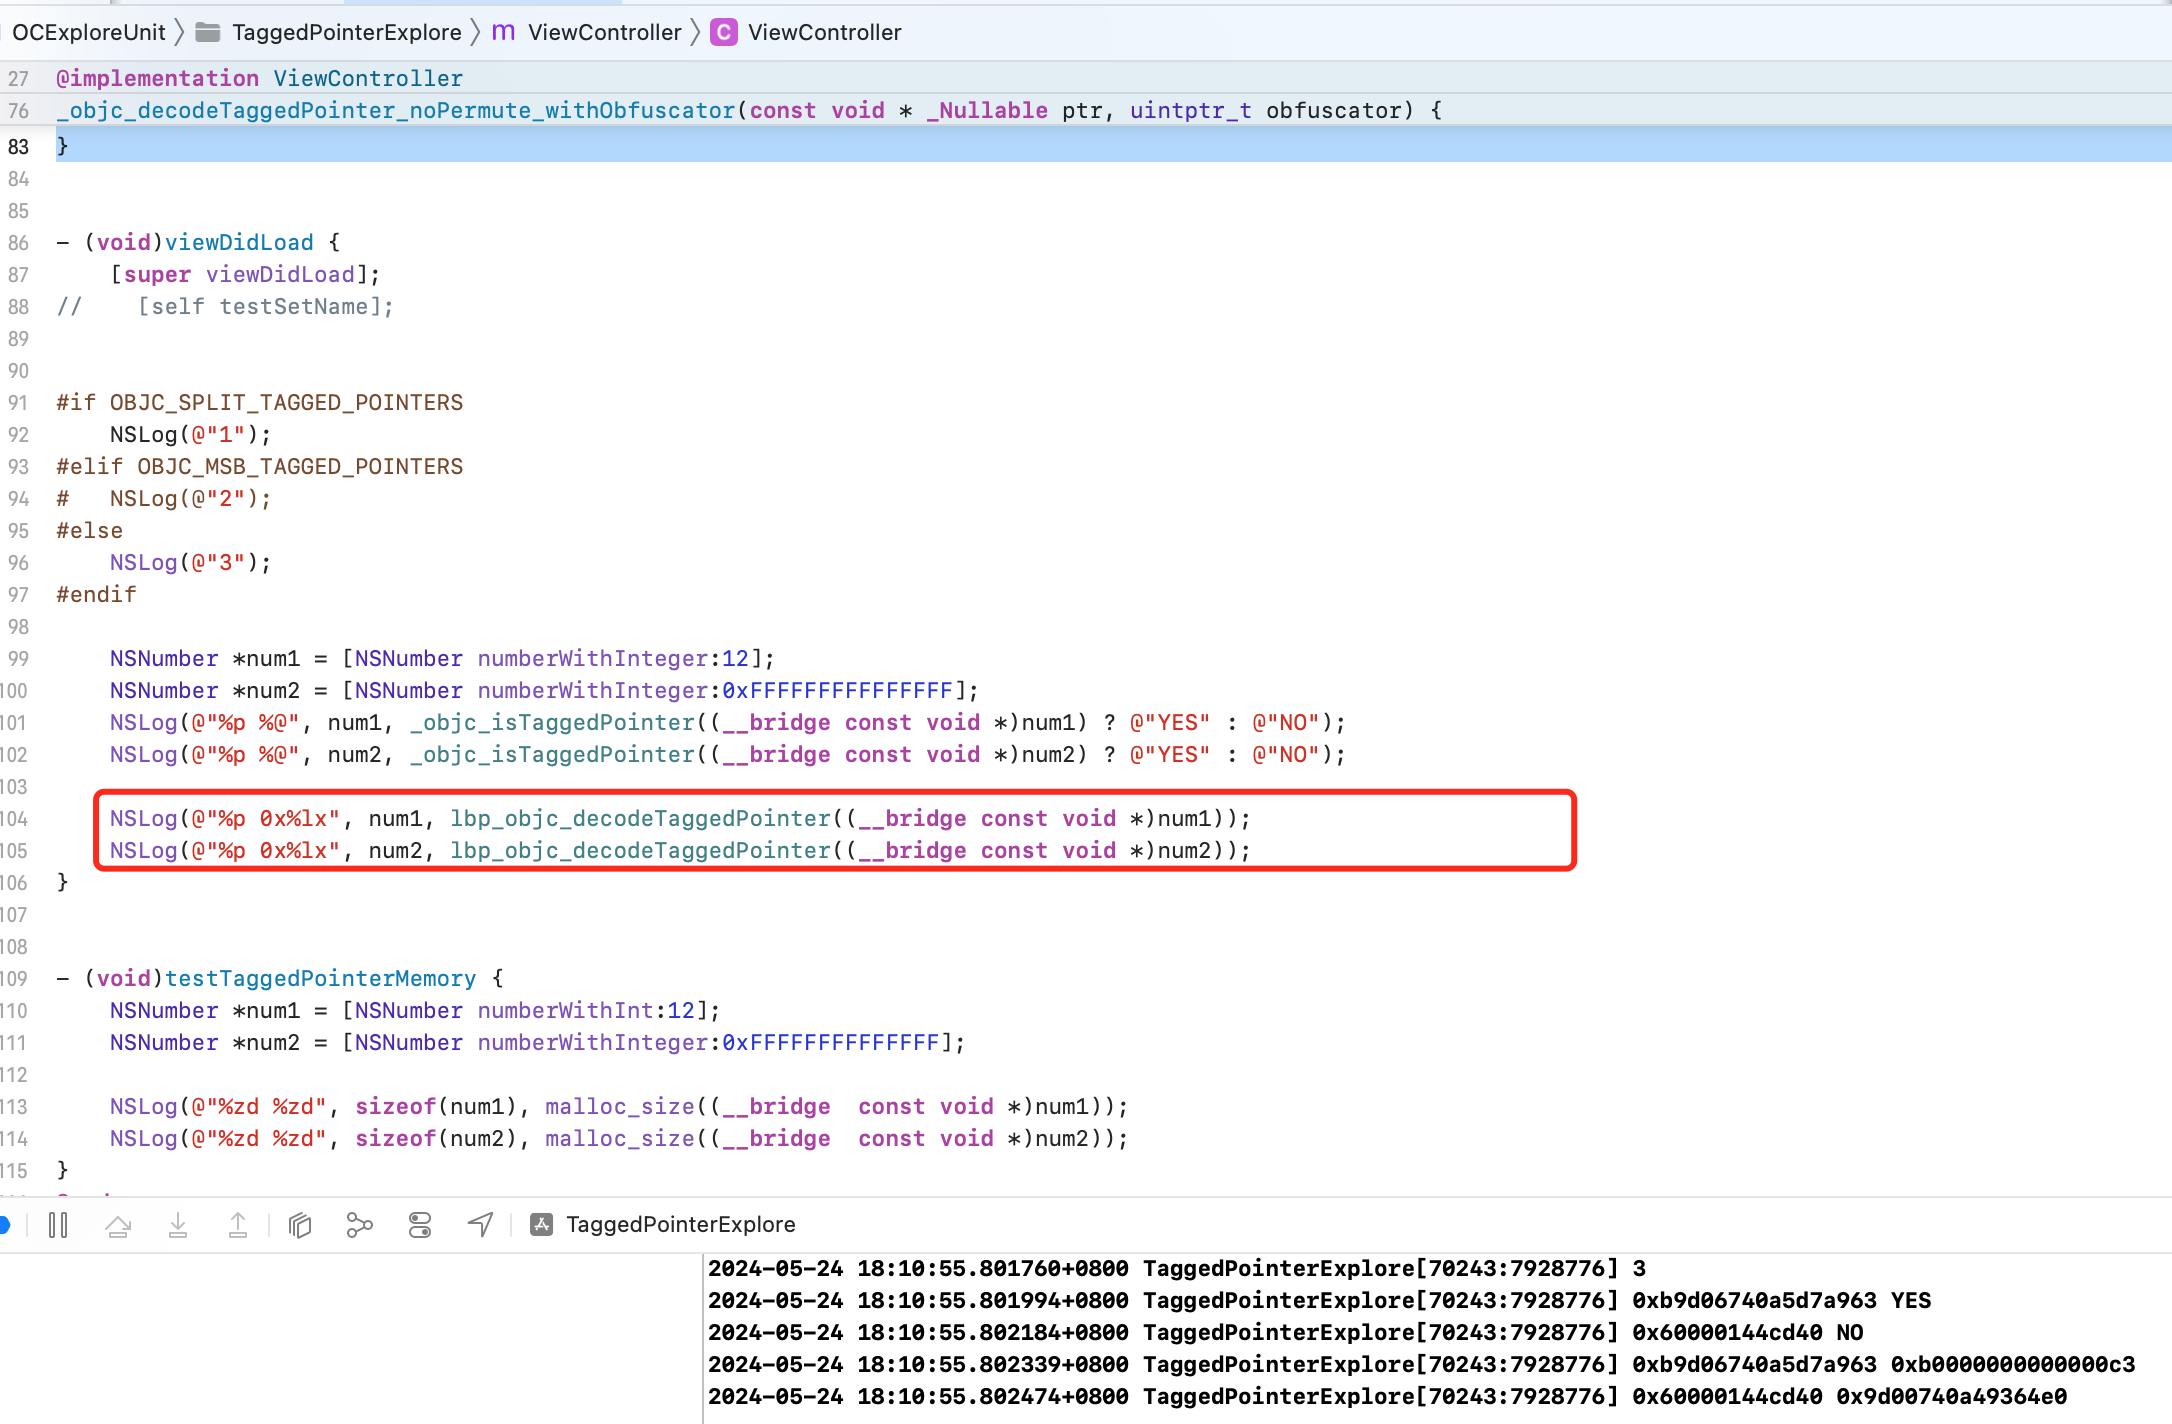 OCExploreUnit TaggedPointerExplore m ViewController C ViewController
27 @implementation ViewController
76 _objc_decodeTaggedPointer_noPermute_withObfuscator(const void * _Nullable ptr, uintptr_t obfuscator) {
83 }
84
85
86 - (void)viewDidLoad {
87 [super viewDidLoad];
88 // [self testSetName];
89
90
91 #if OBJC_SPLIT_TAGGED_POINTERS
92 NSLog(@"1");
93 #elif OBJC_MSB_TAGGED_POINTERS
94 # NSLog(@"2");
95 #else
96 NSLog(@"3");
97 #endif
98
99 NSNumber *num1 = [NSNumber numberWithInteger:12];
100 NSNumber *num2 = [NSNumber numberWithInteger:0xFFFFFFFFFFFFFFF];
101 NSLog(@"%p %@", num1, _objc_isTaggedPointer((__bridge const void *)num1) ? @"YES" : @"NO");
102 NSLog(@"%p %@", num2, _objc_isTaggedPointer((__bridge const void *)num2) ? @"YES" : @"NO");
103
104 NSLog(@"%p 0x%lx", num1, lbp_objc_decodeTaggedPointer((__bridge const void *)num1));
105 NSLog(@"%p 0x%lx", num2, lbp_objc_decodeTaggedPointer((__bridge const void *)num2));
106 }
107
108
109 - (void)testTaggedPointerMemory {
110 NSNumber *num1 = [NSNumber numberWithInt:12];
111 NSNumber *num2 = [NSNumber numberWithInteger:0xFFFFFFFFFFFFFF];
112
113 NSLog(@"%zd %zd", sizeof(num1), malloc_size((__bridge  const void *)num1));
114 NSLog(@"%zd %zd", sizeof(num2), malloc_size((__bridge  const void *)num2));
115 }
TaggedPointerExplore
2024-05-24 18:10:55.801760+0800 TaggedPointerExplore[70243:7928776] 3
2024-05-24 18:10:55.801994+0800 TaggedPointerExplore[70243:7928776] 0xb9d06740a5d7a963 YES
2024-05-24 18:10:55.802184+0800 TaggedPointerExplore[70243:7928776] 0x60000144cd40 NO
2024-05-24 18:10:55.802339+0800 TaggedPointerExplore[70243:7928776] 0xb9d06740a5d7a963 0xb0000000000000c3
2024-05-24 18:10:55.802474+0800 TaggedPointerExplore[70243:7928776] 0x60000144cd40 0x9d00740a49364e0